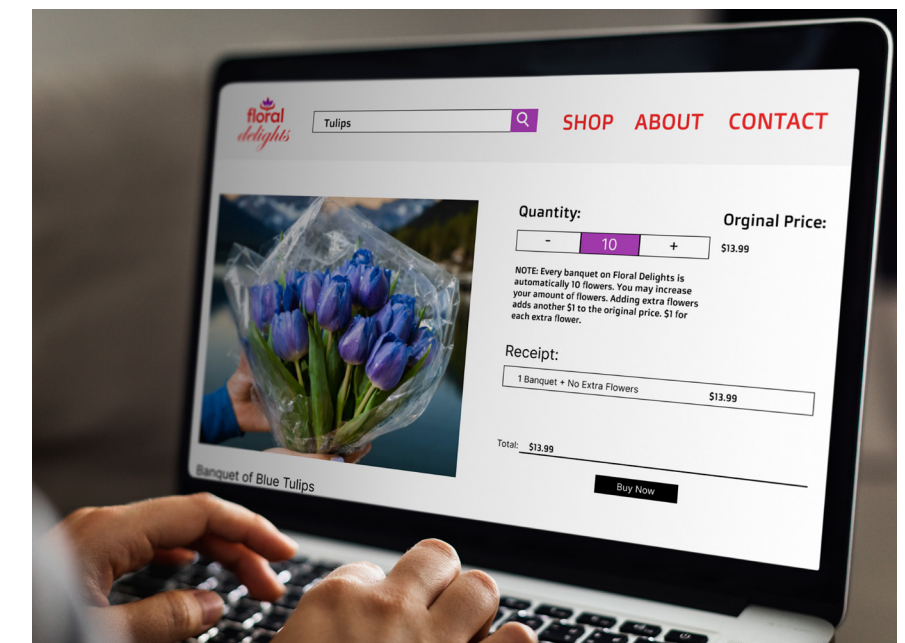 floral
delights
Tulips
SHOP ABOUT CONTACT
Quantity:
- 10 +
Orginal Price:
$13.99
NOTE: Every banquet on Floral Delights is
automatically 10 flowers. You may increase
your amount of flowers. Adding extra flowers
adds another $1 to the original price. $1 for
each extra flower.
Receipt:
1 Banquet + No Extra Flowers $13.99
Total: $13.99
Buy Now
Banquet of Blue Tulips